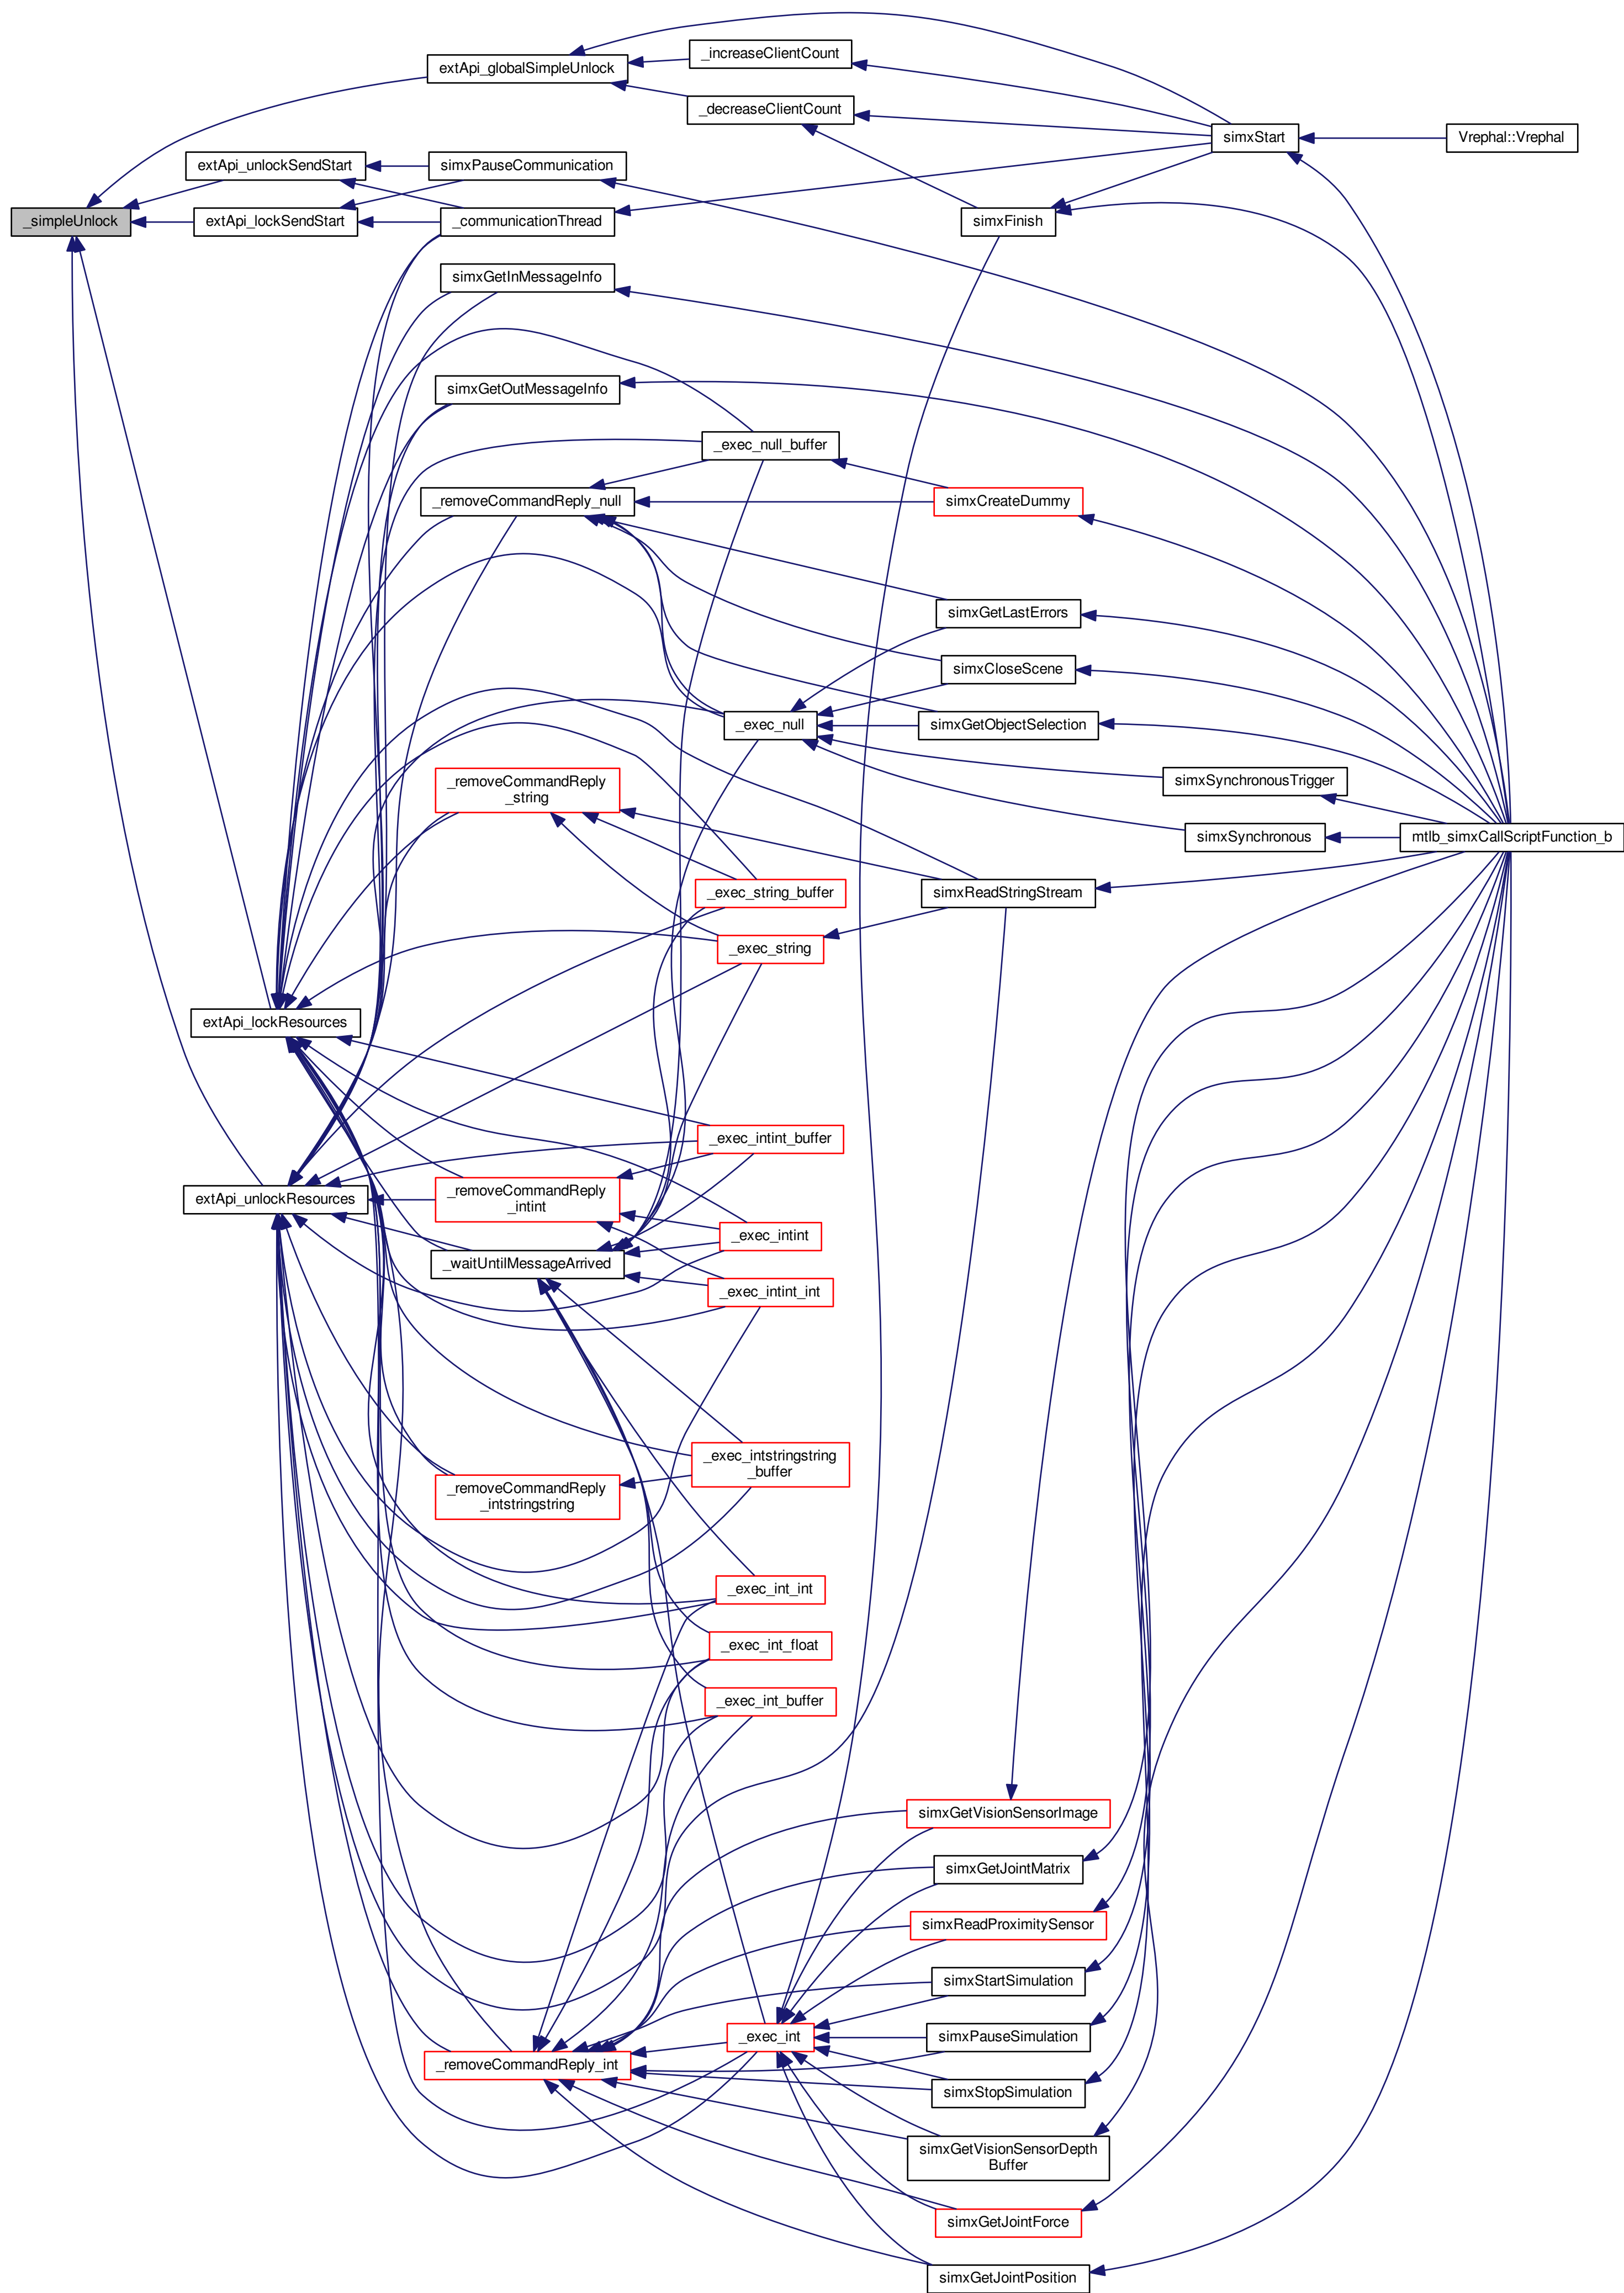 _increaseClientCount
extApi_globalSimpleUnlock
_decreaseClientCount
simxStart
Vrephal::Vrephal
extApi_unlockSendStart
simxPauseCommunication
_simpleUnlock
extApi_lockSendStart
_communicationThread
simxFinish
simxGetInMessageInfo
simxGetOutMessageInfo
_exec_null_buffer
_removeCommandReply_null
simxCreateDummy
simxGetLastErrors
simxCloseScene
_exec_null
simxGetObjectSelection
_removeCommandReply
_string
simxSynchronousTrigger
simxSynchronous
mtlb_simxCallScriptFunction_b
_exec_string_buffer
simxReadStringStream
_exec_string
extApi_lockResources
_exec_intint_buffer
extApi_unlockResources
_removeCommandReply
_intint
_exec_intint
_waitUntilMessageArrived
_exec_intint_int
_exec_intstringstring
_buffer
_removeCommandReply
_intstringstring
_exec_int_int
_exec_int_float
_exec_int_buffer
simxGetVisionSensorImage
simxGetJointMatrix
simxReadProximitySensor
simxStartSimulation
_exec_int
simxPauseSimulation
_removeCommandReply_int
simxStopSimulation
simxGetVisionSensorDepth
Buffer
simxGetJointForce
simxGetJointPosition